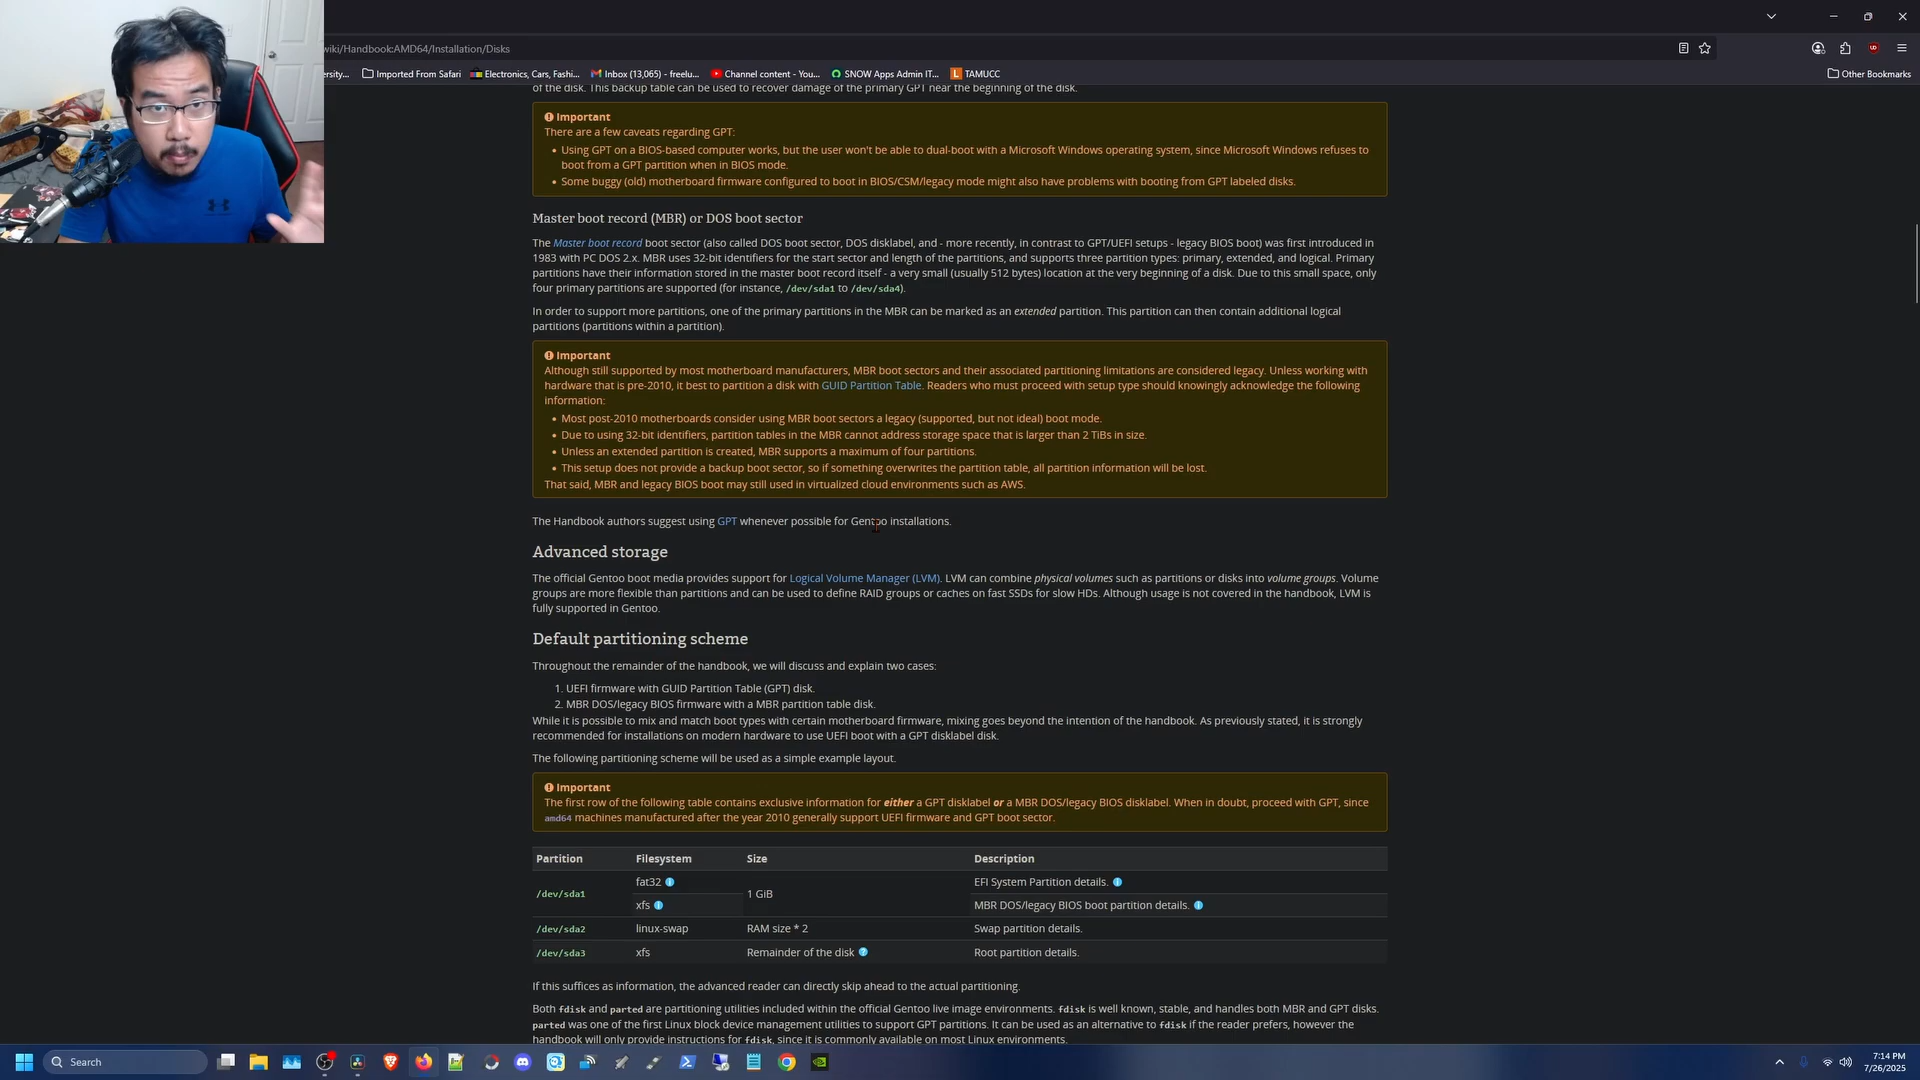 wiki/Handbook:AMD64/Installation/Disks
ersity... Imported From Safari Electronics, Cars, Fashi... Inbox (13,065) - freelu... Channel content - You... SNOW Apps Admin IT... L TAMUCC Other Bookmarks
of the disk. This backup table can be used to recover damage of the primary GPT near the beginning of the disk.
Important
There are a few caveats regarding GPT:
• Using GPT on a BIOS-based computer works, but the user won't be able to dual-boot with a Microsoft Windows operating system, since Microsoft Windows refuses to
boot from a GPT partition when in BIOS mode.
• Some buggy (old) motherboard firmware configured to boot in BIOS/CSM/legacy mode might also have problems with booting from GPT labeled disks.
Master boot record (MBR) or DOS boot sector
The Master boot record boot sector (also called DOS boot sector, DOS disklabel, and - more recently, in contrast to GPT/UEFI setups - legacy BIOS boot) was first introduced in
1983 with PC DOS 2.x. MBR uses 32-bit identifiers for the start sector and length of the partitions, and supports three partition types: primary, extended, and logical. Primary
partitions have their information stored in the master boot record itself - a very small (usually 512 bytes) location at the very beginning of a disk. Due to this small space, only
four primary partitions are supported (for instance, /dev/sda1 to /dev/sda4).
In order to support more partitions, one of the primary partitions in the MBR can be marked as an extended partition. This partition can then contain additional logical
partitions (partitions within a partition).
Important
Although still supported by most motherboard manufacturers, MBR boot sectors and their associated partitioning limitations are considered legacy. Unless working with
hardware that is pre-2010, it best to partition a disk with GUID Partition Table. Readers who must proceed with setup type should knowingly acknowledge the following
information:
• Most post-2010 motherboards consider using MBR boot sectors a legacy (supported, but not ideal) boot mode.
• Due to using 32-bit identifiers, partition tables in the MBR cannot address storage space that is larger than 2 TiBs in size.
• Unless an extended partition is created, MBR supports a maximum of four partitions.
• This setup does not provide a backup boot sector, so if something overwrites the partition table, all partition information will be lost.
That said, MBR and legacy BIOS boot may still used in virtualized cloud environments such as AWS.
The Handbook authors suggest using GPT whenever possible for Gentoo installations.
Advanced storage
The official Gentoo boot media provides support for Logical Volume Manager (LVM). LVM can combine physical volumes such as partitions or disks into volume groups. Volume
groups are more flexible than partitions and can be used to define RAID groups or caches on fast SSDs for slow HDs. Although usage is not covered in the handbook, LVM is
fully supported in Gentoo.
Default partitioning scheme
Throughout the remainder of the handbook, we will discuss and explain two cases:
1. UEFI firmware with GUID Partition Table (GPT) disk.
2. MBR DOS/legacy BIOS firmware with a MBR partition table disk.
While it is possible to mix and match boot types with certain motherboard firmware, mixing goes beyond the intention of the handbook. As previously stated, it is strongly
recommended for installations on modern hardware to use UEFI boot with a GPT disklabel disk.
The following partitioning scheme will be used as a simple example layout.
Important
The first row of the following table contains exclusive information for either a GPT disklabel or a MBR DOS/legacy BIOS disklabel. When in doubt, proceed with GPT, since
amd64 machines manufactured after the year 2010 generally support UEFI firmware and GPT boot sector.
Partition Filesystem Size Description
/dev/sda1 fat32 1 GiB EFI System Partition details.
xfs MBR DOS/legacy BIOS boot partition details.
/dev/sda2 linux-swap RAM size * 2 Swap partition details.
/dev/sda3 xfs Remainder of the disk Root partition details.
If this suffices as information, the advanced reader can directly skip ahead to the actual partitioning.
Both fdisk and parted are partitioning utilities included within the official Gentoo live image environments. fdisk is well known, stable, and handles both MBR and GPT disks.
parted was one of the first Linux block device management utilities to support GPT partitions. It can be used as an alternative to fdisk if the reader prefers, however the
handbook will only provide instructions for fdisk, since it is commonly available on most Linux environments.
Search
7:14 PM
7/26/2025